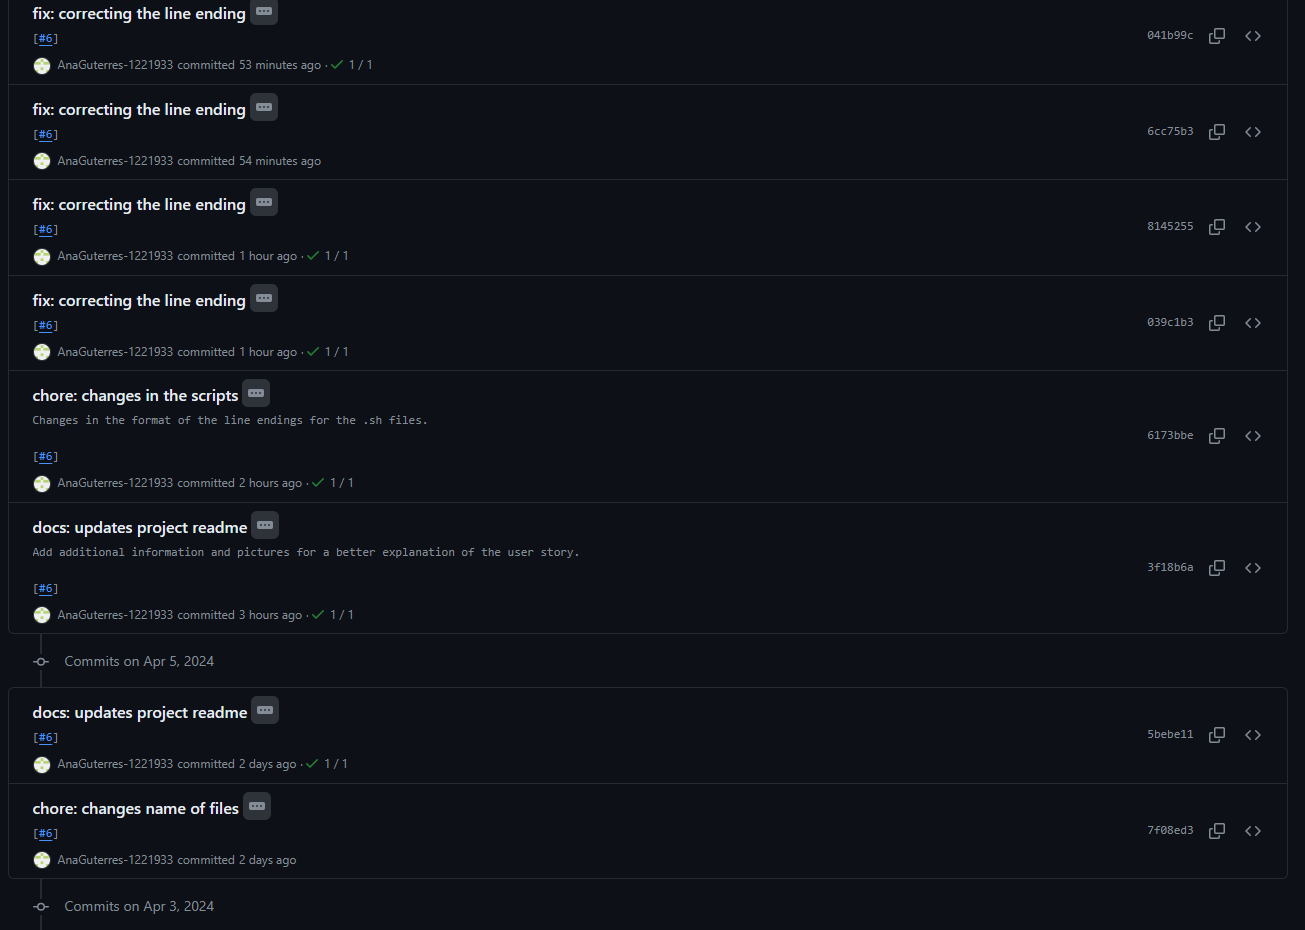 fix: correcting the line ending
041b99c
[#6]
AnaGuterres-1221933 committed 53 minutes ago · ✓ 1 / 1
fix: correcting the line ending
6cc75b3
[#6]
AnaGuterres-1221933 committed 54 minutes ago
fix: correcting the line ending
8145255
[#6]
AnaGuterres-1221933 committed 1 hour ago · ✓ 1 / 1
fix: correcting the line ending
039c1b3
[#6]
AnaGuterres-1221933 committed 1 hour ago · ✓ 1 / 1
chore: changes in the scripts
Changes in the format of the line endings for the .sh files.
6173bbe
[#6]
AnaGuterres-1221933 committed 2 hours ago · ✓ 1 / 1
docs: updates project readme
Add additional information and pictures for a better explanation of the user story.
3f18b6a
[#6]
AnaGuterres-1221933 committed 3 hours ago · ✓ 1 / 1
Commits on Apr 5, 2024
docs: updates project readme
5bebe11
[#6]
AnaGuterres-1221933 committed 2 days ago · ✓ 1 / 1
chore: changes name of files
7f08ed3
[#6]
AnaGuterres-1221933 committed 2 days ago
Commits on Apr 3, 2024